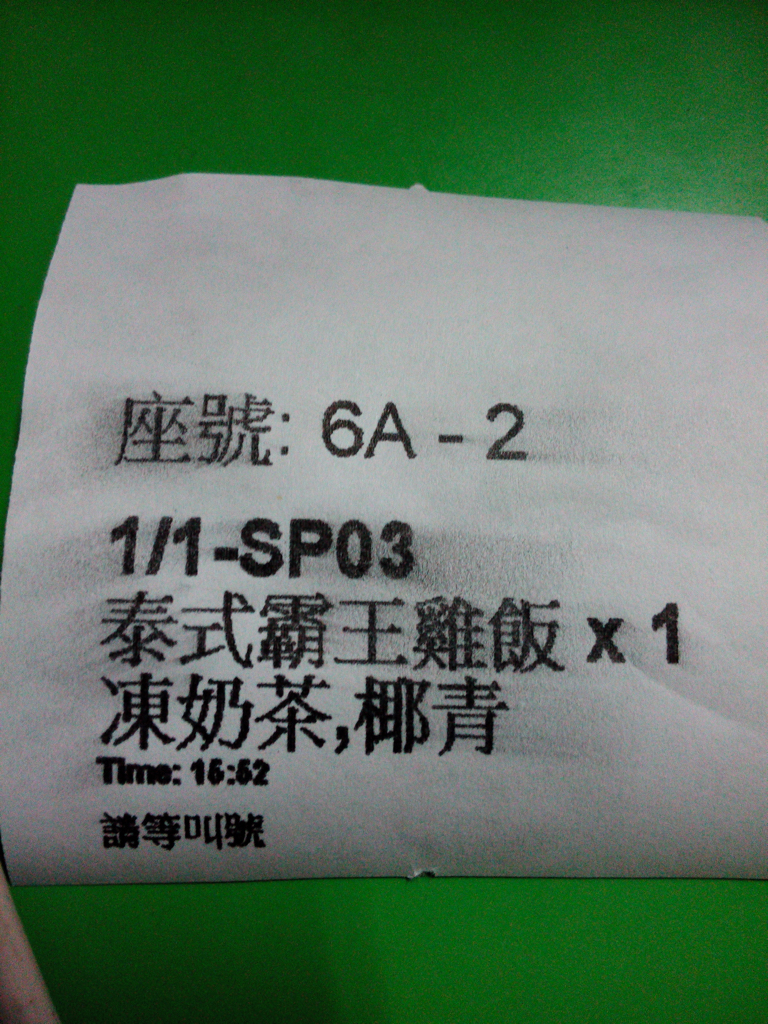 座號: 6A - 2
1/1-SP03
泰式霸王雞飯 x 1
凍奶茶,椰青
Time: 15:52
請等叫號